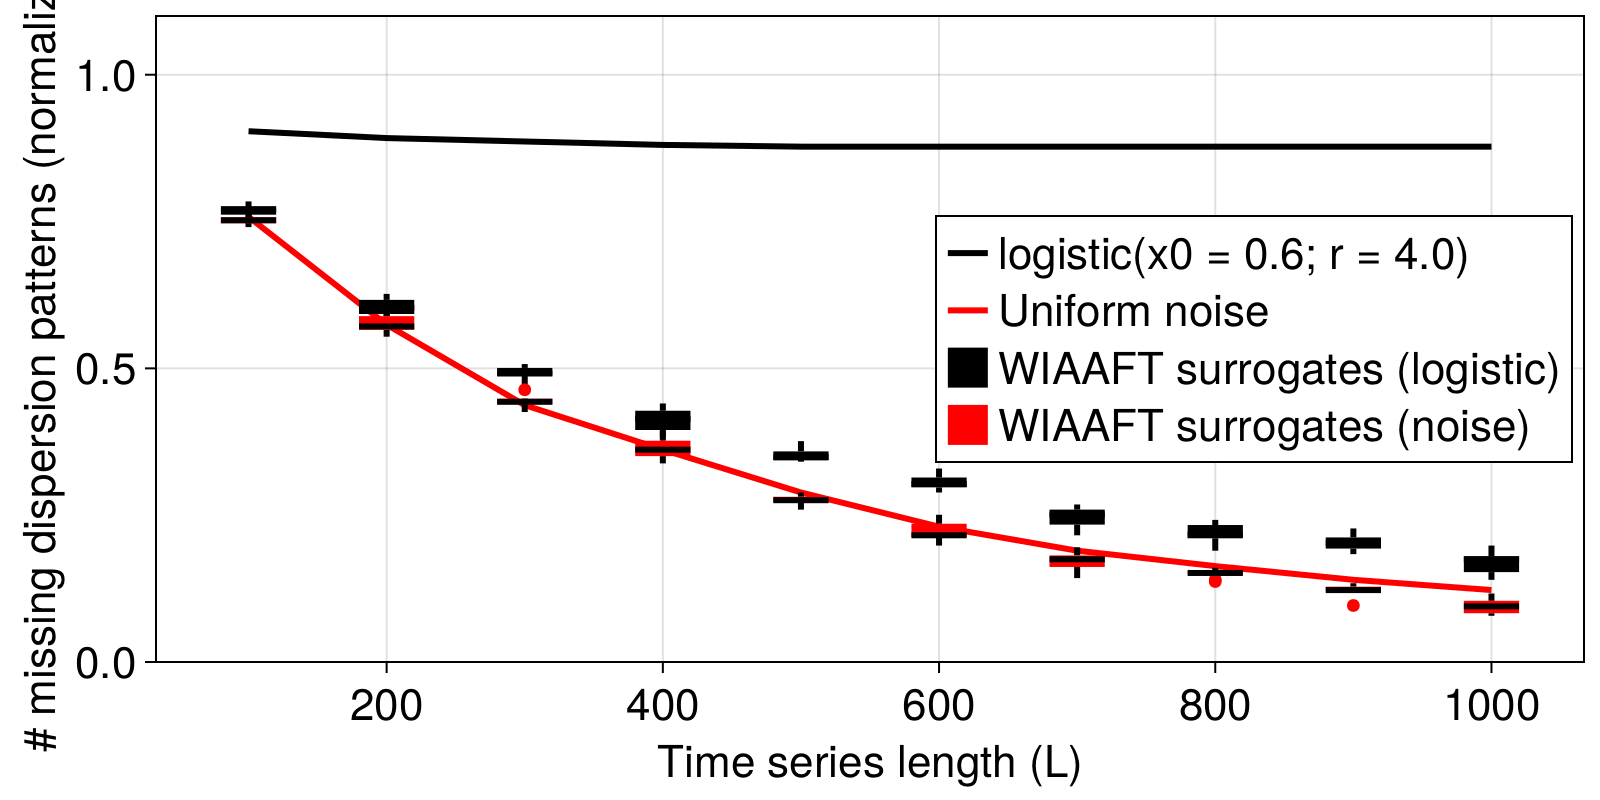 # missing dispersion patterns (normaliz
1.0
0.5
0.0
logistic(x0 = 0.6; r = 4.0)
Uniform noise
WIAAFT surrogates (logistic)
WIAAFT surrogates (noise)
200 400 600 800 1000
Time series length (L)